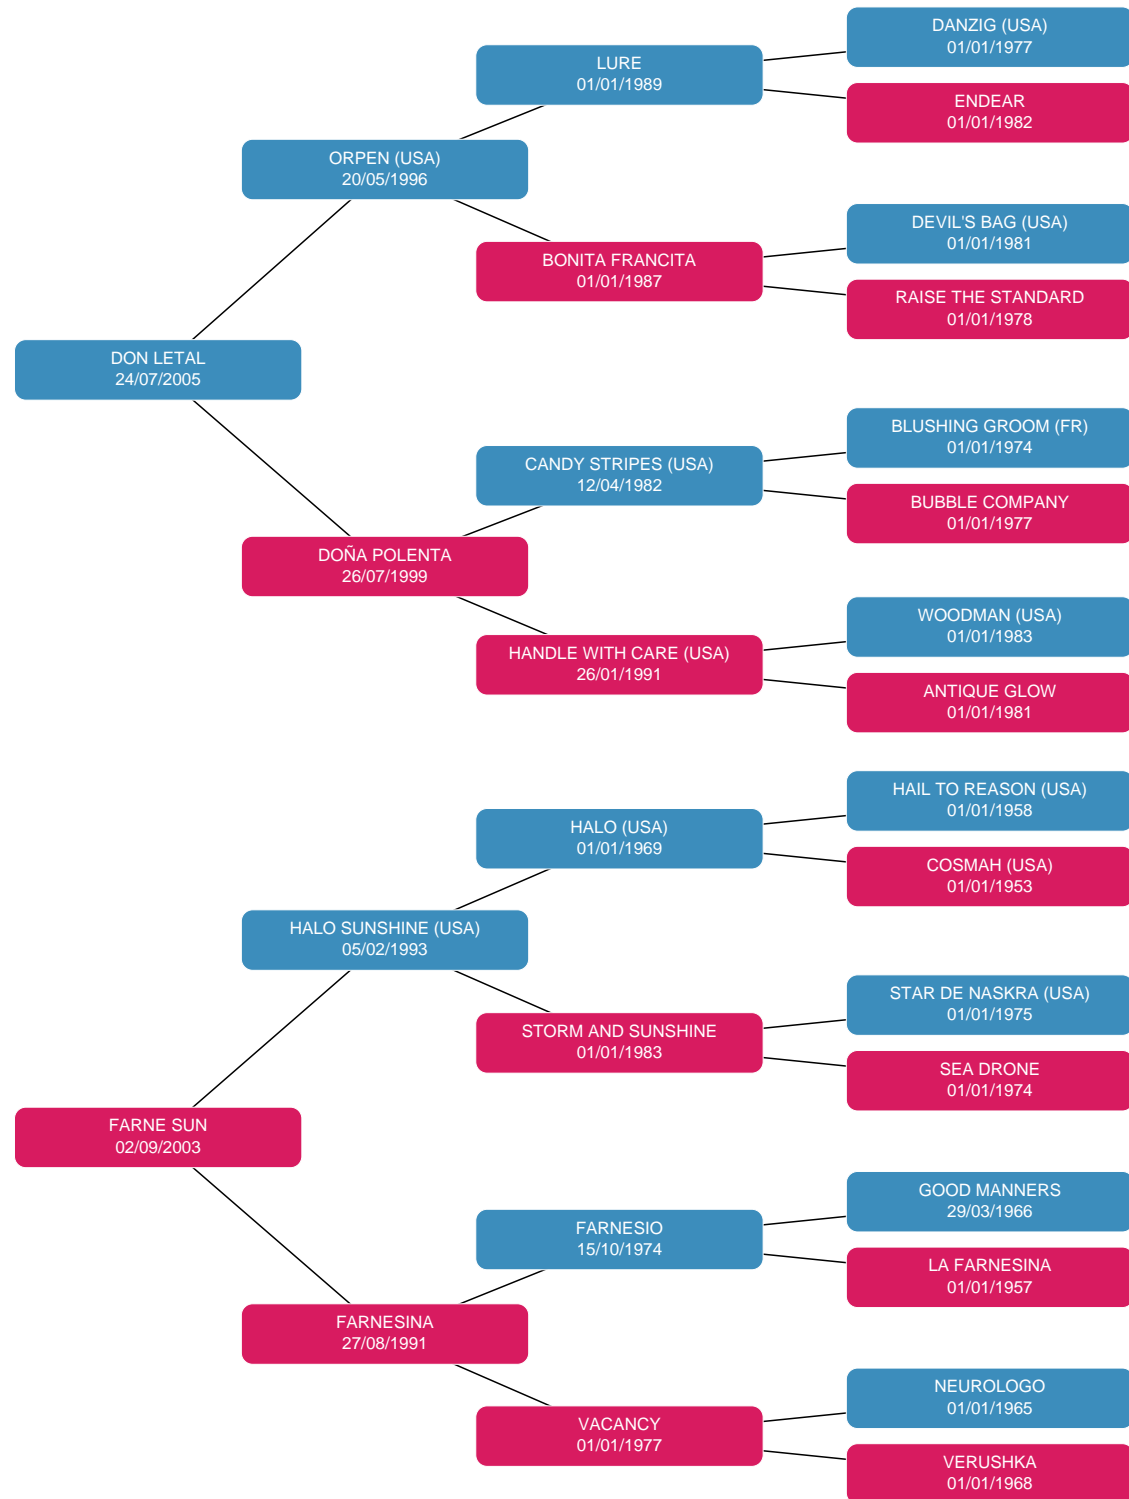 DANZIG (USA)
01/01/1977
LURE
01/01/1989
ENDEAR
01/01/1982
ORPEN (USA)
20/05/1996
DEVIL'S BAG (USA)
01/01/1981
BONITA FRANCITA
01/01/1987
RAISE THE STANDARD
01/01/1978
DON LETAL
24/07/2005
BLUSHING GROOM (FR)
01/01/1974
CANDY STRIPES (USA)
12/04/1982
BUBBLE COMPANY
01/01/1977
DOÑA POLENTA
26/07/1999
WOODMAN (USA)
01/01/1983
HANDLE WITH CARE (USA)
26/01/1991
ANTIQUE GLOW
01/01/1981
HAIL TO REASON (USA)
01/01/1958
HALO (USA)
01/01/1969
COSMAH (USA)
01/01/1953
HALO SUNSHINE (USA)
05/02/1993
STAR DE NASKRA (USA)
01/01/1975
STORM AND SUNSHINE
01/01/1983
SEA DRONE
01/01/1974
FARNE SUN
02/09/2003
GOOD MANNERS
29/03/1966
FARNESIO
15/10/1974
LA FARNESINA
01/01/1957
FARNESINA
27/08/1991
NEUROLOGO
01/01/1965
VACANCY
01/01/1977
VERUSHKA
01/01/1968